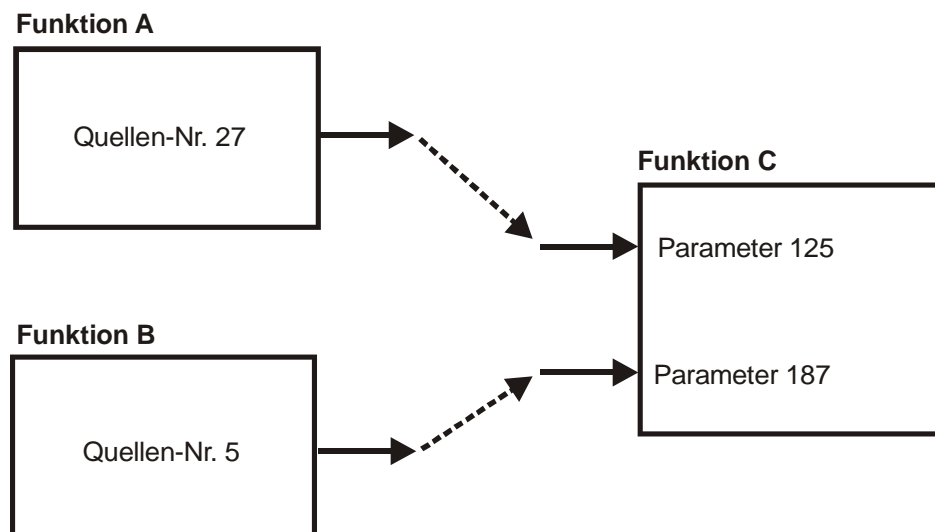 Funktion A
Quellen-Nr. 27
Funktion C
Parameter 125
Funktion B
Parameter 187
Quellen-Nr. 5